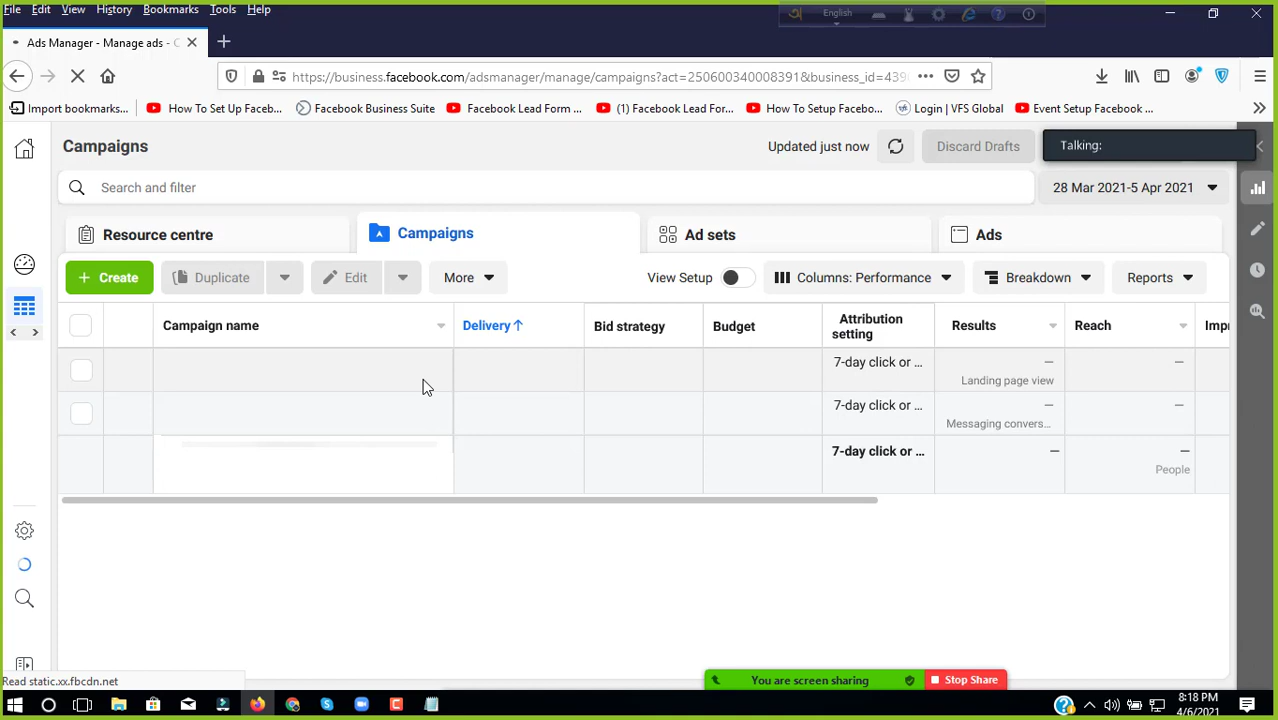 File Edit View History Bookmarks Tools Help
English
Ads Manager - Manage ads - C
https://business.facebook.com/adsmanager/manage/campaigns?act=250600340008391&business_id=439
Import bookmarks...
How To Set Up Faceb...
Facebook Business Suite
Facebook Lead Form ...
(1) Facebook Lead For...
How To Setup Facebo...
Login | VFS Global
Event Setup Facebook ...
Campaigns
Updated just now
Discard Drafts
Talking:
Search and filter
28 Mar 2021-5 Apr 2021
Resource centre
Campaigns
Ad sets
Ads
+ Create
Duplicate
Edit
More
View Setup
Columns: Performance
Breakdown
Reports
Campaign name
Delivery↑
Bid strategy
Budget
Attribution
setting
Results
Reach
Impr
7-day click or ...
—
Landing page view
—
7-day click or ...
—
Messaging convers...
—
7-day click or ...
—
—
People
Read static.xx.fbcdn.net
You are screen sharing
Stop Share
8:18 PM
4/6/2021